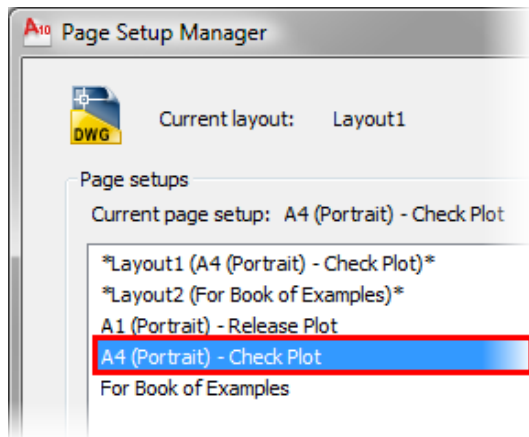 A10 Page Setup Manager
DWG
Current layout: Layout1
Page setups
Current page setup: A4 (Portrait) - Check Plot
*Layout1 (A4 (Portrait) - Check Plot)*
*Layout2 (For Book of Examples)*
A1 (Portrait) - Release Plot
A4 (Portrait) - Check Plot
For Book of Examples